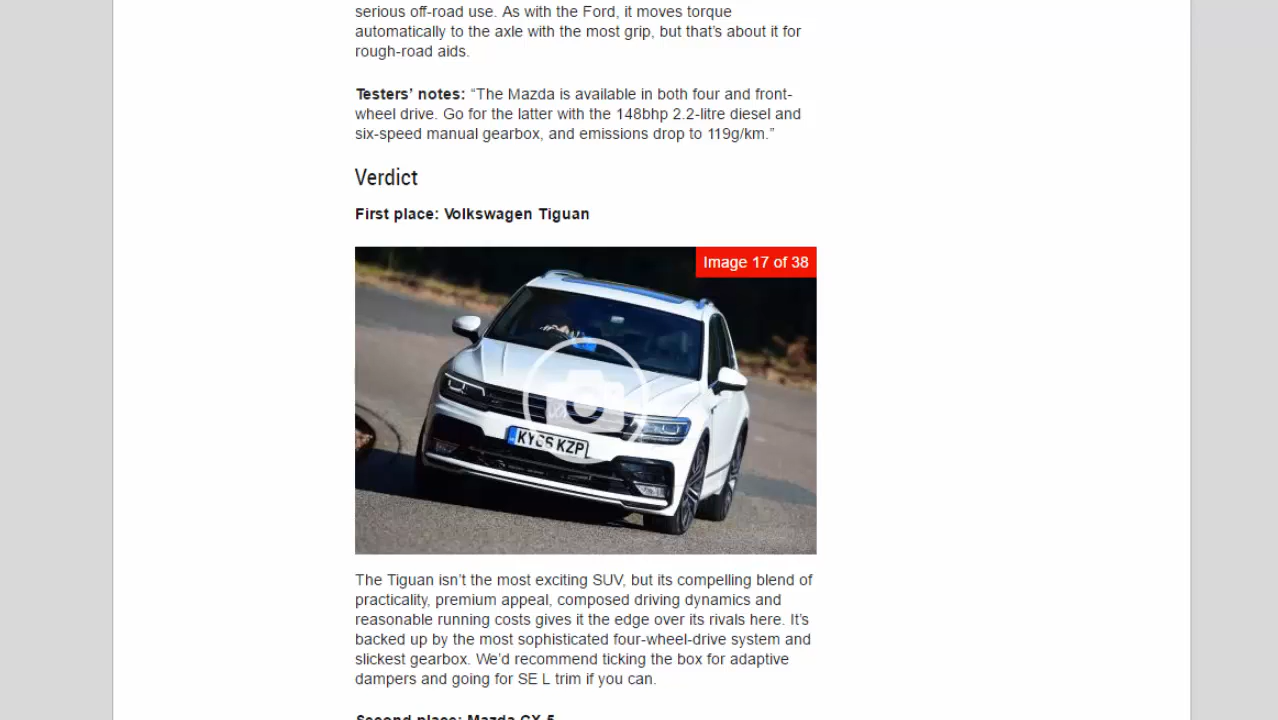 serious off-road use. As with the Ford, it moves torque
automatically to the axle with the most grip, but that's about it for
rough-road aids.
Testers’ notes: “The Mazda is available in both four and front-
wheel drive. Go for the latter with the 148bhp 2.2-litre diesel and
six-speed manual gearbox, and emissions drop to 119g/km.”
Verdict
First place: Volkswagen Tiguan
Image 17 of 38
KZP
The Tiguan isn’t the most exciting SUV, but its compelling blend of
practicality, premium appeal, composed driving dynamics and
reasonable running costs gives it the edge over its rivals here. It’s
backed up by the most sophisticated four-wheel-drive system and
slickest gearbox. We’d recommend ticking the box for adaptive
dampers and going for SE L trim if you can.
Second place: Mazda CX-5